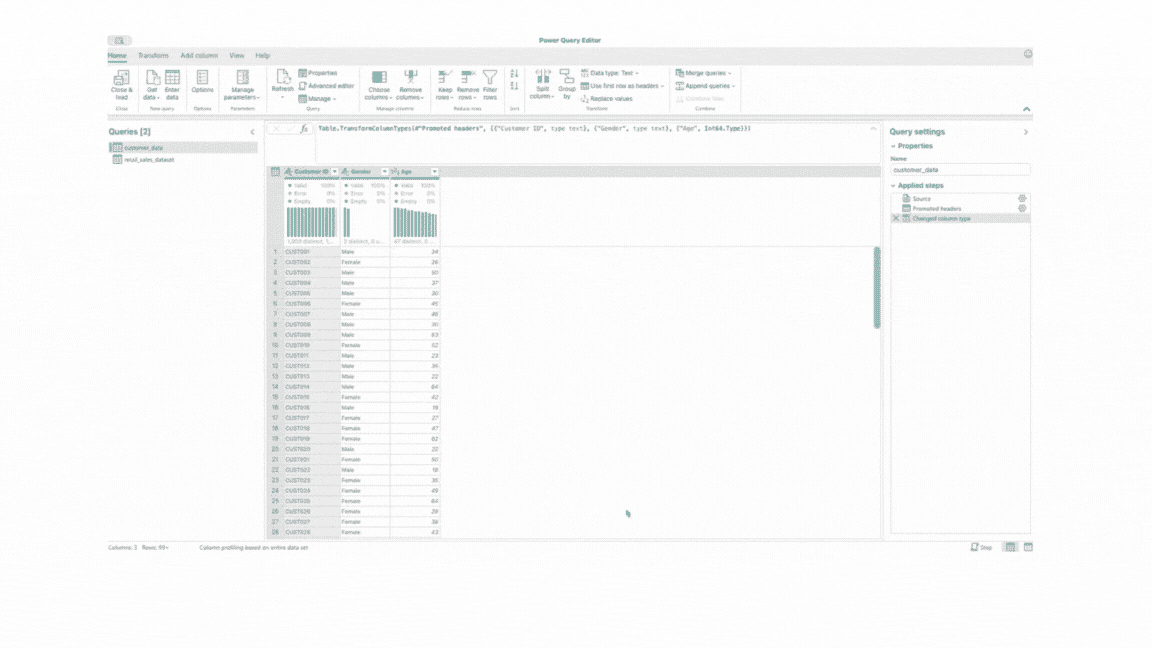 Power Query Editor
Home Transforms Add column View Help
Close & load
Get data
Enter data
Options
Manage parameters
Refresh
Properties
Advanced editor
Manage
Choose columns
Remove columns
Keep rows
Remove rows
Filter rows
Split column
Group by
Data type: Text
Use first row as headers
Replace values
Merge queries
Append queries
Combine files
Close New query Options Parameters Query Manage columns Reduce rows Sort Transform Combine
Queries [2]
customer_data
retail_sales_dataset
Table.TransformColumnTypes(#"Promoted headers", {{"Customer ID", type text}, {"Gender", type text}, {"Age", Int64.Type}})
Customer ID Gender Age
Valid 100% Valid 100% Valid 100%
Error 0% Error 0% Error 0%
Empty 0% Empty 0% Empty 0%
2 distinct, 0 u... 47 distinct, 0 ...
1 CUST001 Male 34
2 CUST002 Female 26
3 CUST003 Male 50
4 CUST004 Male 37
5 CUST005 Male 30
6 CUST006 Female 45
7 CUST007 Male 46
8 CUST008 Male 30
9 CUST009 Male 63
10 CUST010 Female 52
11 CUST011 Male 23
12 CUST012 Male 35
13 CUST013 Male 22
14 CUST014 Male 64
15 CUST015 Female 42
16 CUST016 Male 19
17 CUST017 Female 27
18 CUST018 Female 47
19 CUST019 Female 62
20 CUST020 Male 22
21 CUST021 Female 50
22 CUST022 Male 18
23 CUST023 Female 35
24 CUST024 Female 49
25 CUST025 Female 64
26 CUST026 Female 28
27 CUST027 Female 38
28 CUST028 Female 43
Query settings
Properties
Name
customer_data
Applied steps
Source
Promoted headers
Changed column type
Columns: 3 Rows: 99+ Column profiling based on entire data set
Step